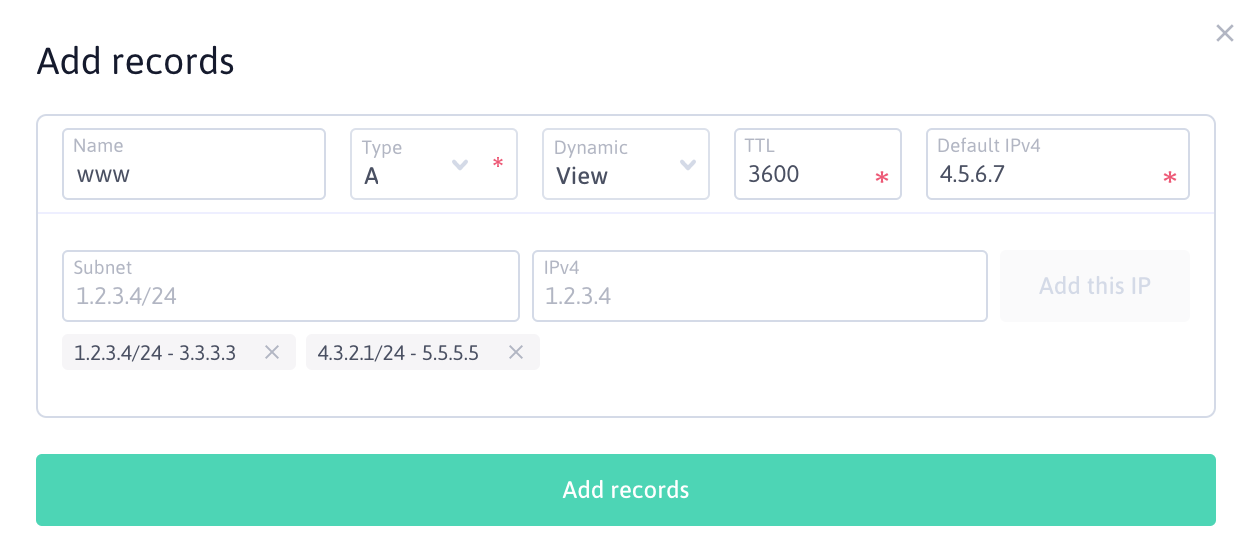 Add records
Name
www
Type
A
*
Dynamic
View
TTL
3600
*
Default IPv4
4.5.6.7
*
Subnet
1.2.3.4/24
IPv4
1.2.3.4
Add this IP
1.2.3.4/24 - 3.3.3.3
4.3.2.1/24 - 5.5.5.5
Add records